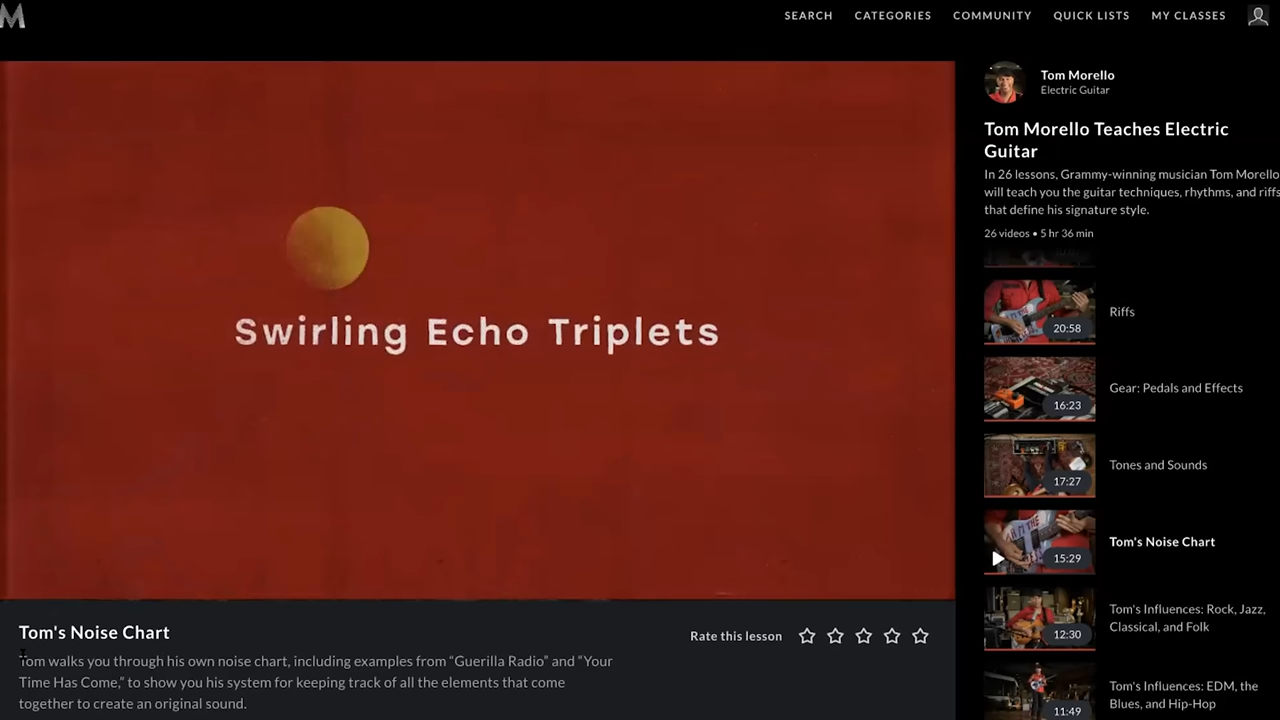 M
SEARCH CATEGORIES COMMUNITY QUICK LISTS MY CLASSES
Swirling Echo Triplets
Tom's Noise Chart
Rate this lesson
Tom walks you through his own noise chart, including examples from “Guerilla Radio” and “Your
Time Has Come,” to show you his system for keeping track of all the elements that come
together to create an original sound.
Tom Morello
Electric Guitar
Tom Morello Teaches Electric
Guitar
In 26 lessons, Grammy-winning musician Tom Morello
will teach you the guitar techniques, rhythms, and riffs
that define his signature style.
26 videos • 5 hr 36 min
20:58
Riffs
16:23
Gear: Pedals and Effects
17:27
Tones and Sounds
15:29
Tom's Noise Chart
12:30
Tom's Influences: Rock, Jazz,
Classical, and Folk
11:49
Tom's Influences: EDM, the
Blues, and Hip-Hop